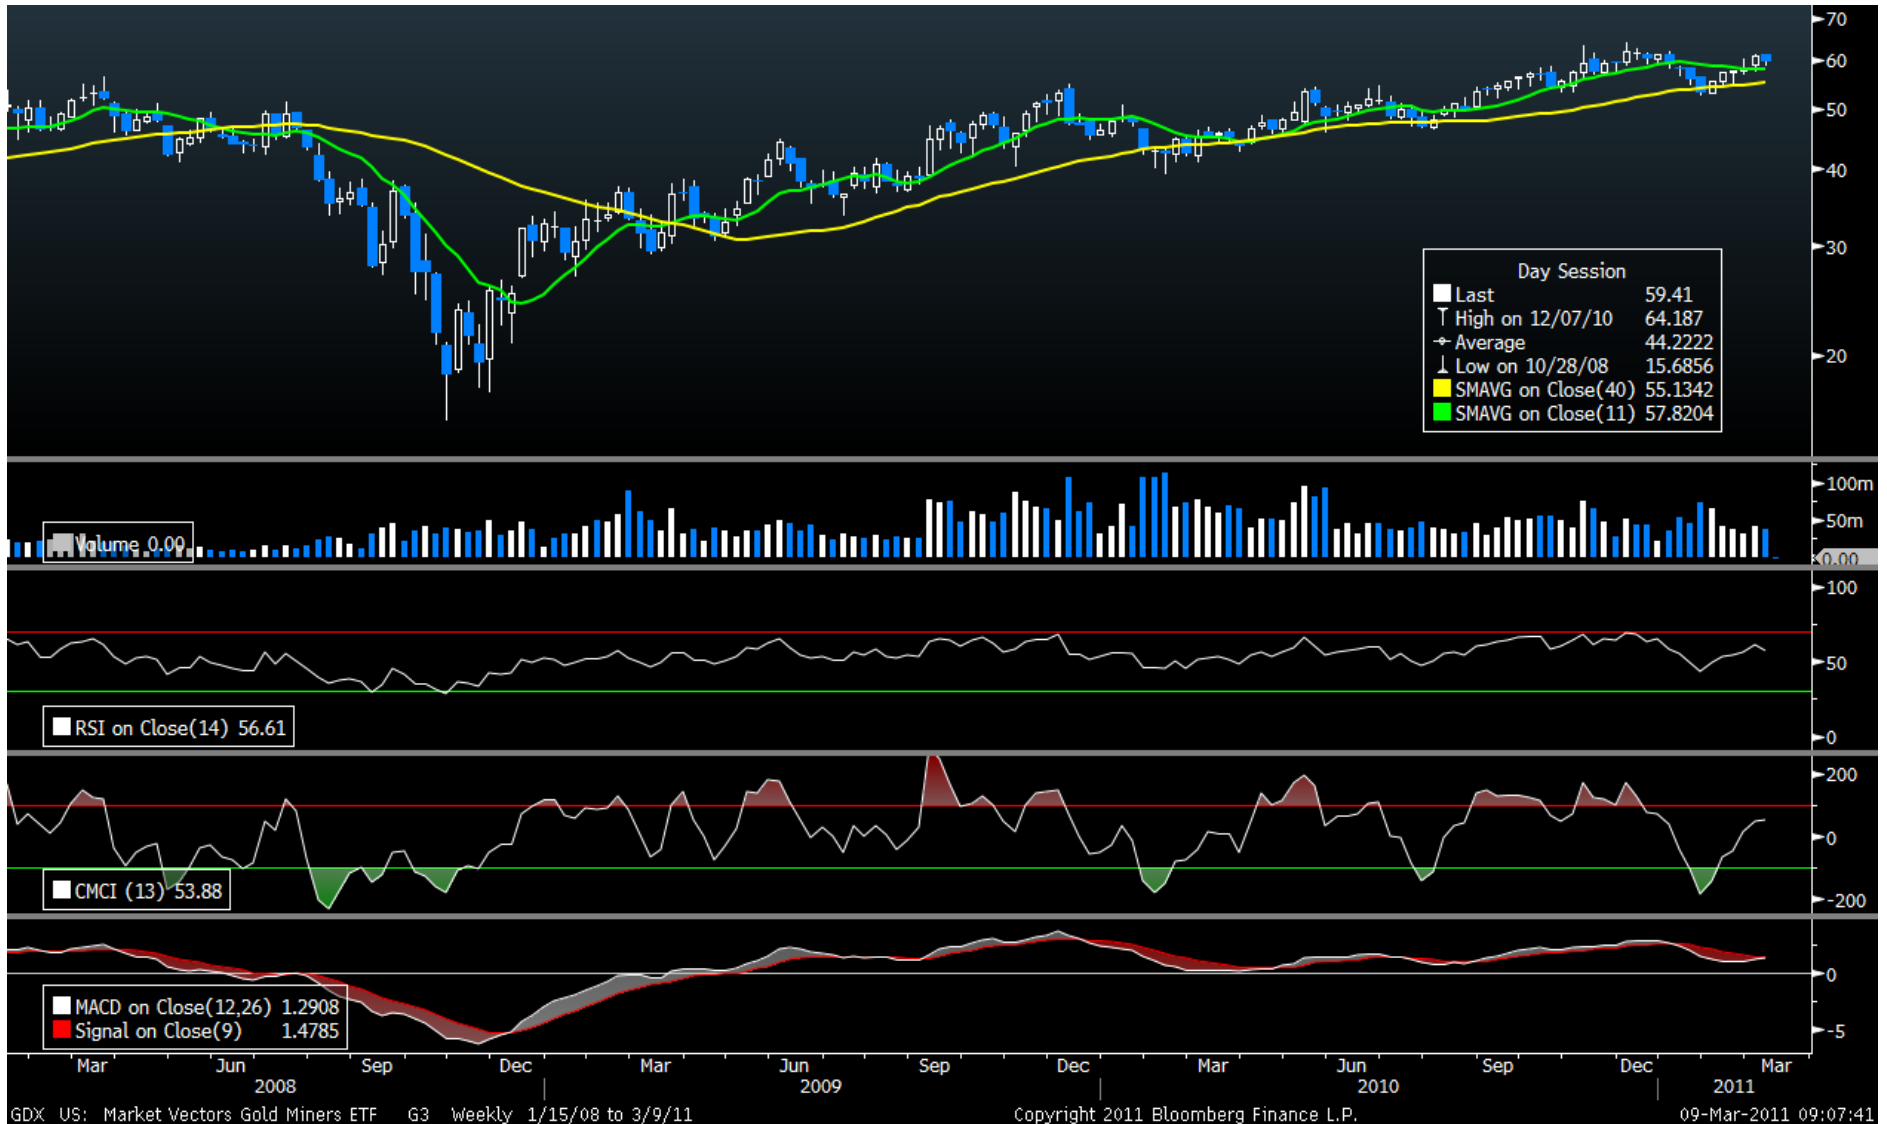 70
60
50
40
30
20
Day Session
Last 59.41
High on 12/07/10 64.187
Average 44.2222
Low on 10/28/08 15.6856
SMAVG on Close(40) 55.1342
SMAVG on Close(11) 57.8204
100m
50m
0.00
Volume 0.00
100
50
0
RSI on Close(14) 56.61
200
0
-200
CMCI (13) 53.88
0
-5
MACD on Close(12,26) 1.2908
Signal on Close(9) 1.4785
Mar Jun Sep Dec Mar Jun Sep Dec Mar Jun Sep Dec Mar
2008 2009 2010 2011
GDX US: Market Vectors Gold Miners ETF G3 Weekly 1/15/08 to 3/9/11 Copyright 2011 Bloomberg Finance L.P. 09-Mar-2011 09:07:41